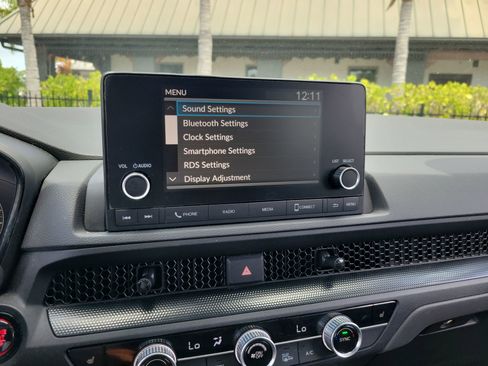 MENU 12:11
Sound Settings
Bluetooth Settings
Clock Settings
Smartphone Settings
RDS Settings
Display Adjustment
VOL AUDIO
LIST SELECT
PHONE RADIO MEDIA CONNECT MENU
Lo Lo
SYNC
A/C